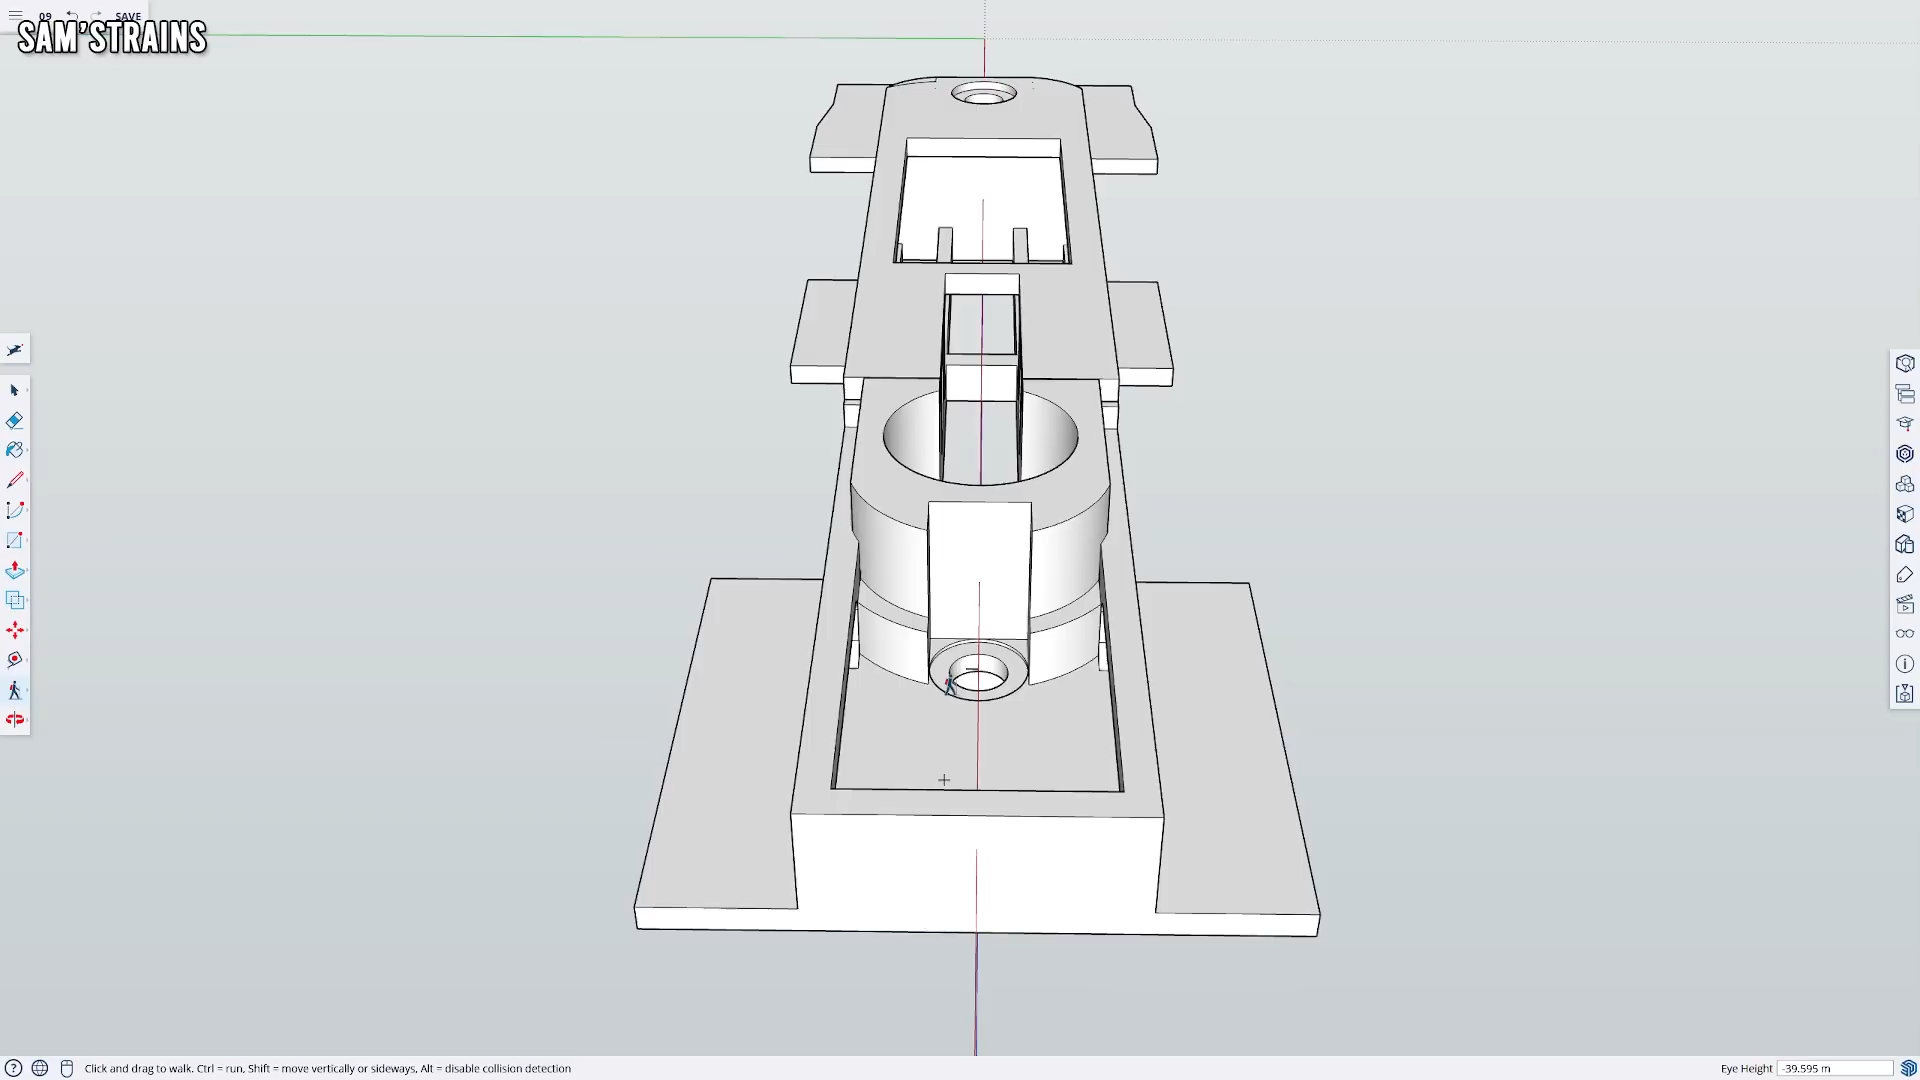 09
SAVE
SAM'STRAINS
Click and drag to walk. Ctrl = run, Shift = move vertically or sideways, Alt = disable collision detection
Eye Height -39.595 m